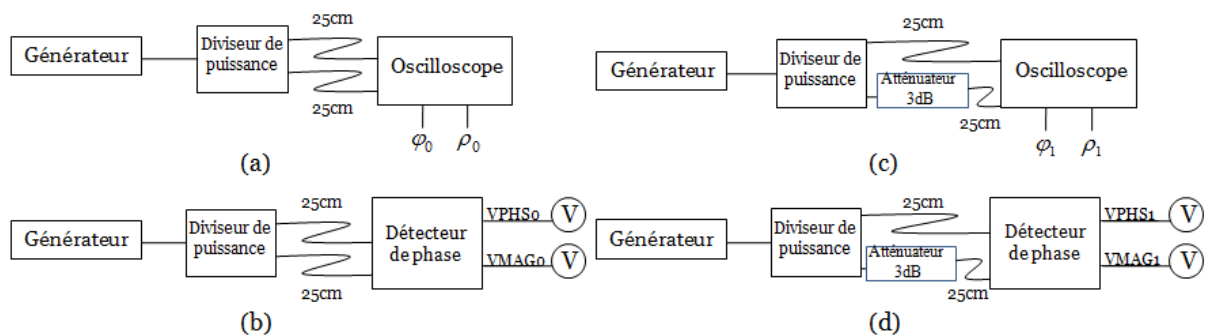 25cm
Générateur
Diviseur de
puissance
Oscilloscope
25cm
φ₀ ρ₀
(a)
25cm
Générateur
Diviseur de
puissance
Atténuateur
3dB
Oscilloscope
25cm
φ₁ ρ₁
(c)
25cm
Générateur
Diviseur de
puissance
Détecteur
de phase
VPHS0
V
VMAG0
V
25cm
(b)
25cm
Générateur
Diviseur de
puissance
Atténuateur
3dB
Détecteur
de phase
VPHS1
V
VMAG1
V
25cm
(d)